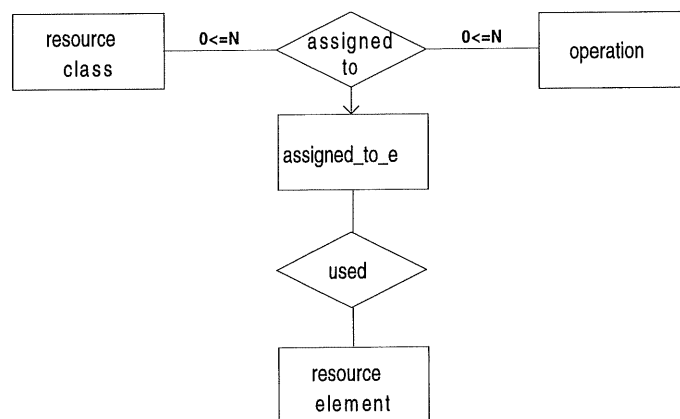 resource
class
0<=N
assigned
to
0<=N
operation
assigned_to_e
used
resource
element